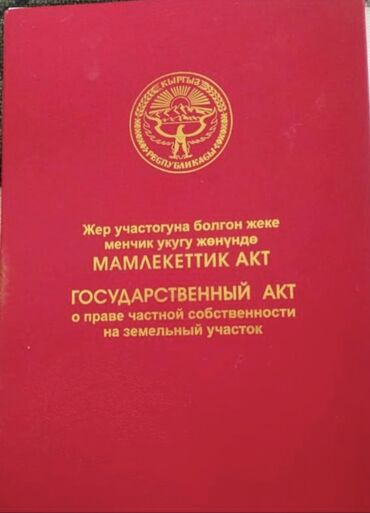 КЫРГЫЗ
РЕСПУБЛИКАСЫ
Жер участогуна болгон жеке
менчик укугу жөнүндө
МАМЛЕКЕТТИК АКТ
ГОСУДАРСТВЕННЫЙ АКТ
о праве частной собственности
на земельный участок